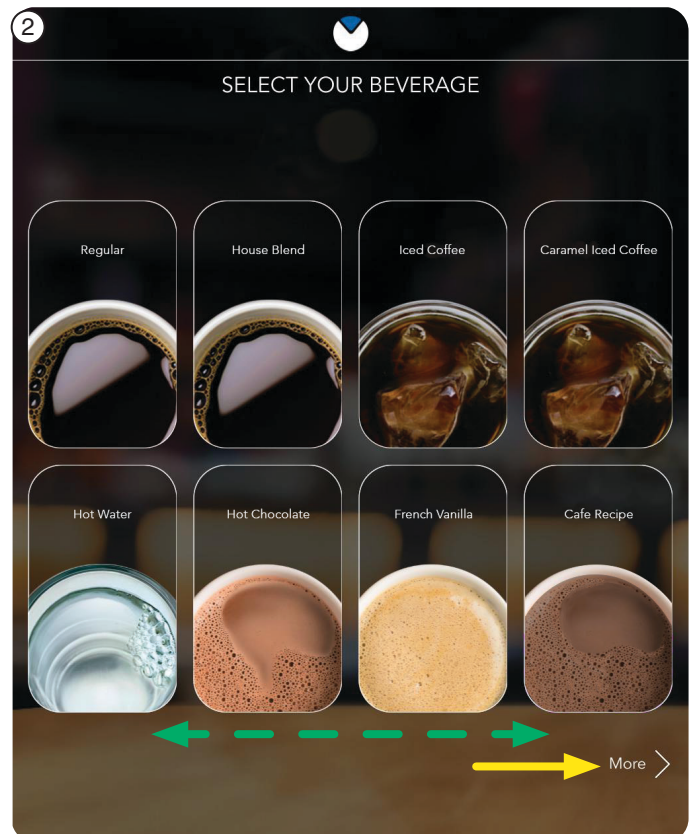 2
SELECT YOUR BEVERAGE
Regular
House Blend
Iced Coffee
Caramel Iced Coffee
Hot Water
Hot Chocolate
French Vanilla
Cafe Recipe
More